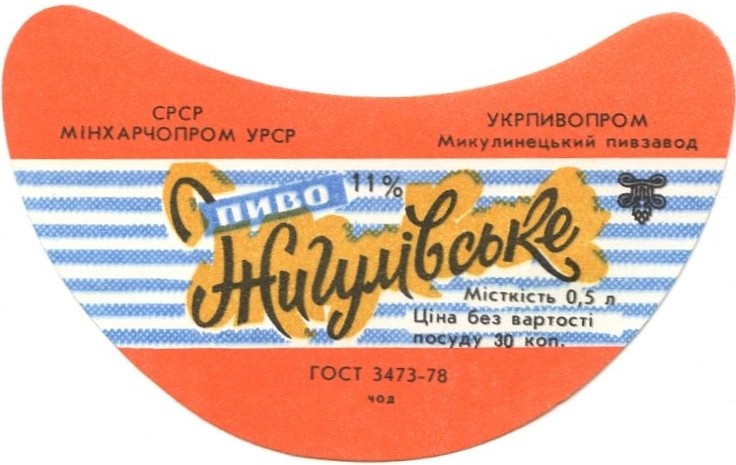 СРСР
МІНХАРЧОПРОМ УРСР
УКРПИВОПРОМ
Микулинецький пивзавод
ПИВО 11%
Жигулівське
Місткість 0,5 л
Ціна без вартості
посуду 30 коп.
ГОСТ 3473-78
чод